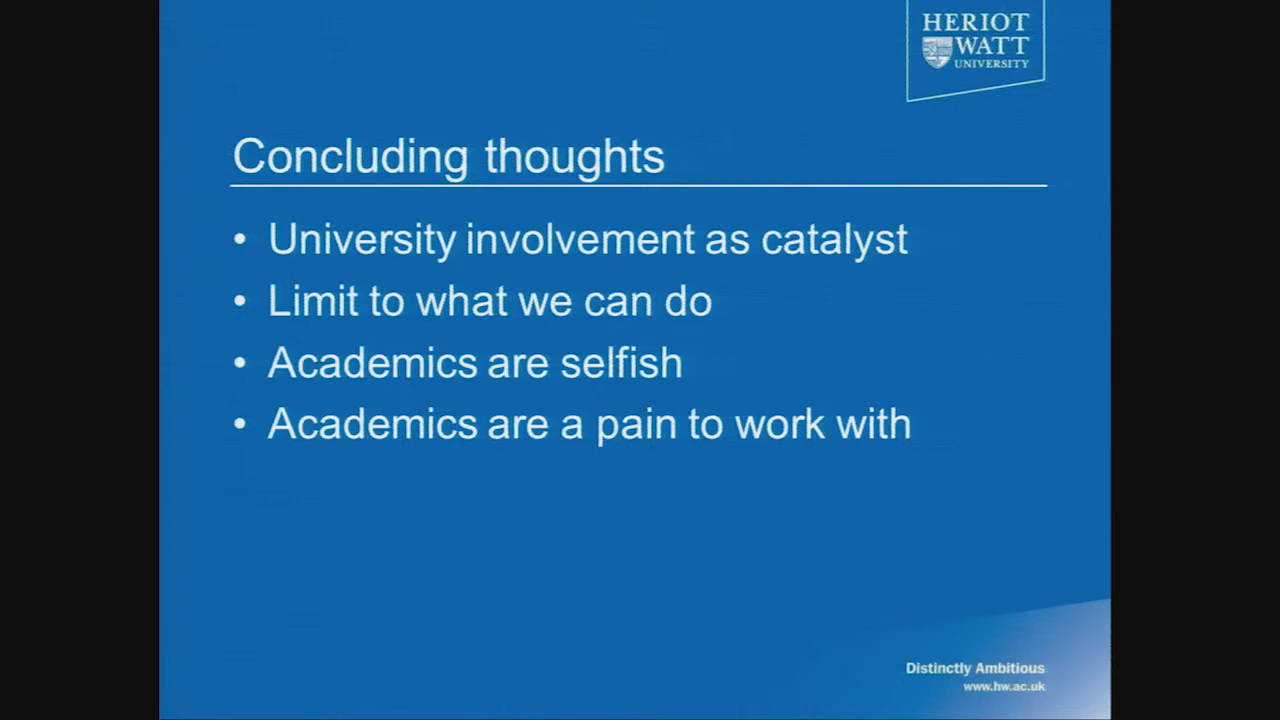 HERIOT
WATT
UNIVERSITY
Concluding thoughts
• University involvement as catalyst
• Limit to what we can do
• Academics are selfish
• Academics are a pain to work with
Distinctly Ambitious
www.hw.ac.uk